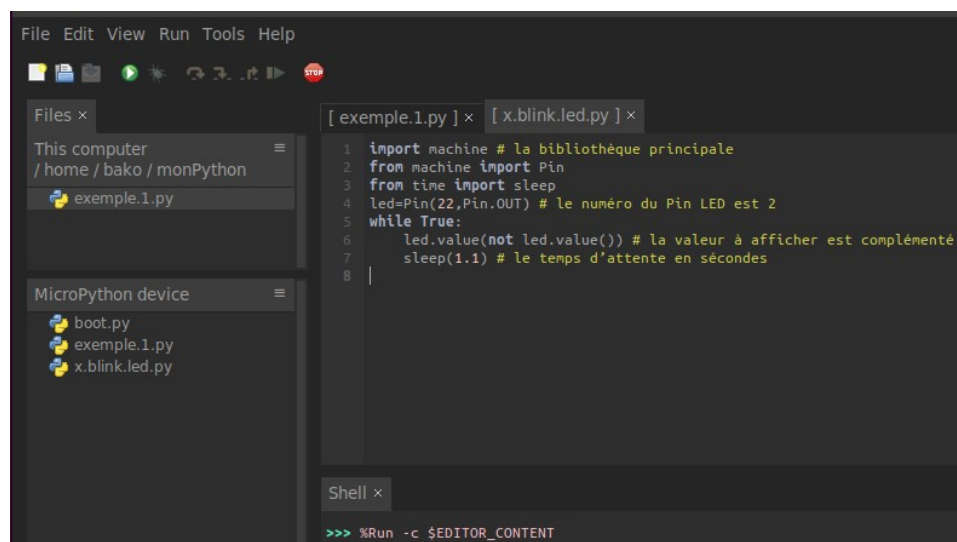 File Edit View Run Tools Help
STOP
Files ×
This computer
/ home / bako / monPython
exemple.1.py
MicroPython device
boot.py
exemple.1.py
x.blink.led.py
[ exemple.1.py ] × [ x.blink.led.py ] ×
1 import machine # la bibliothèque principale
2 from machine import Pin
3 from time import sleep
4 led=Pin(22,Pin.OUT) # le numéro du Pin LED est 2
5 while True:
6     led.value(not led.value()) # la valeur à afficher est complémenté
7     sleep(1.1) # le temps d’attente en sécondes
8
Shell ×
>>> %Run -c $EDITOR_CONTENT